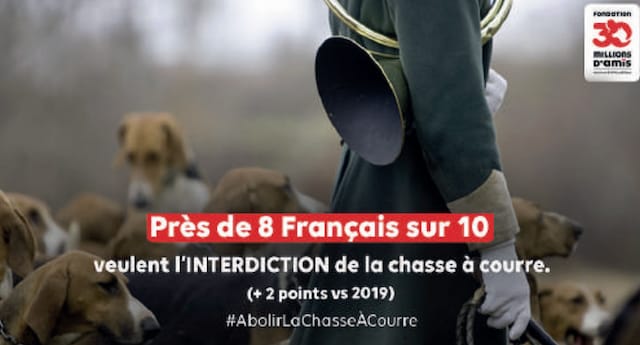 FONDATION
30
MILLIONS
D'AMIS
Près de 8 Français sur 10
veulent l'INTERDICTION de la chasse à courre.
(+ 2 points vs 2019)
#AbolirLaChasseÀCourre